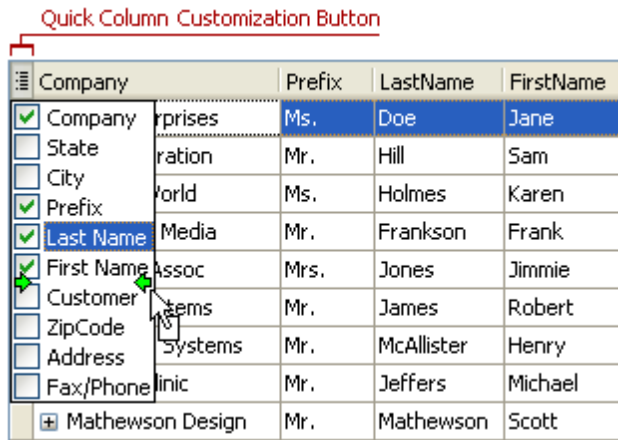 Quick Column Customization Button
Company Prefix LastName FirstName
Company rprises Ms. Doe Jane
State ration Mr. Hill Sam
City orld Ms. Holmes Karen
Prefix Media Mr. Frankson Frank
Last Name
First Name Assoc Mrs. Jones Jimmie
Customer tems Mr. James Robert
ZipCode Systems Mr. McAllister Henry
Address
Fax/Phone linic Mr. Jeffers Michael
Mathewson Design Mr. Mathewson Scott